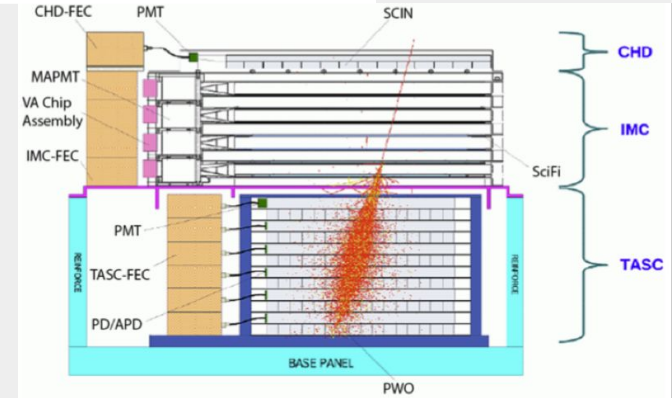 CHD-FEC
PMT
SCIN
CHD
MAPMT
VA Chip
Assembly
IMC
IMC-FEC
SciFi
PMT
REINFORCE
TASC-FEC
REINFORCE
TASC
PD/APD
BASE PANEL
PWO